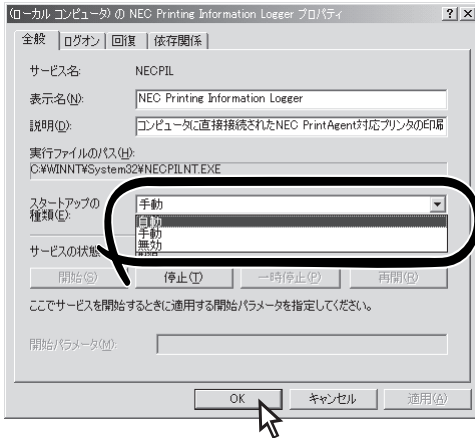 (ローカル コンピュータ) の NEC Printing Information Logger プロパティ
全般 ログオン 回復 依存関係
サービス名: NECPIL
表示名(N): NEC Printing Information Logger
説明(D): コンピュータに直接接続されたNEC PrintAgent対応プリンタの印刷
実行ファイルのパス(H):
C:¥WINNT¥System32¥NECPILNT.EXE
スタートアップの
種類(E): 手動
自動
手動
無効
サービスの状態
開始(S) 停止(T) 一時停止(P) 再開(R)
ここでサービスを開始するときに適用する開始パラメータを指定してください。
開始パラメータ(M):
OK キャンセル 適用(A)